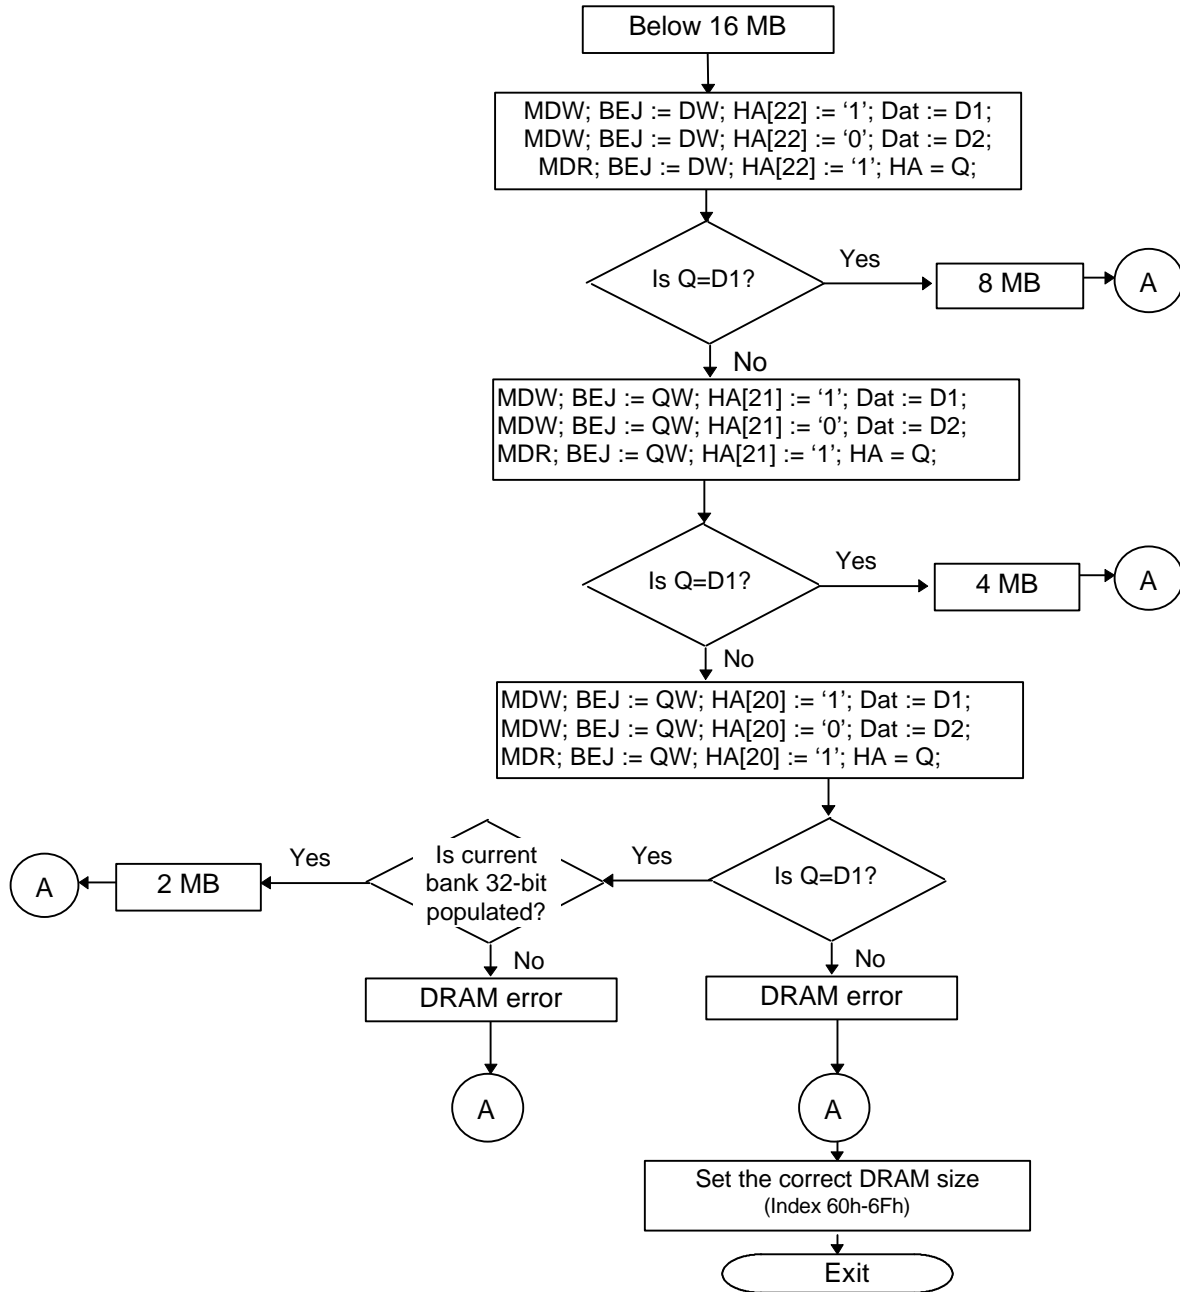 Below 16 MB
MDW; BEJ := DW; HA[22] := ‘1’; Dat := D1;
MDW; BEJ := DW; HA[22] := ‘0’; Dat := D2;
MDR; BEJ := DW; HA[22] := ‘1’; HA = Q;
Is Q=D1?
Yes
8 MB
A
No
MDW; BEJ := QW; HA[21] := ‘1’; Dat := D1;
MDW; BEJ := QW; HA[21] := ‘0’; Dat := D2;
MDR; BEJ := QW; HA[21] := ‘1’; HA = Q;
Is Q=D1?
Yes
4 MB
A
No
MDW; BEJ := QW; HA[20] := ‘1’; Dat := D1;
MDW; BEJ := QW; HA[20] := ‘0’; Dat := D2;
MDR; BEJ := QW; HA[20] := ‘1’; HA = Q;
Is Q=D1?
Yes
Is current
bank 32-bit
populated?
Yes
2 MB
A
No
DRAM error
A
No
DRAM error
A
Set the correct DRAM size
(Index 60h-6Fh)
Exit